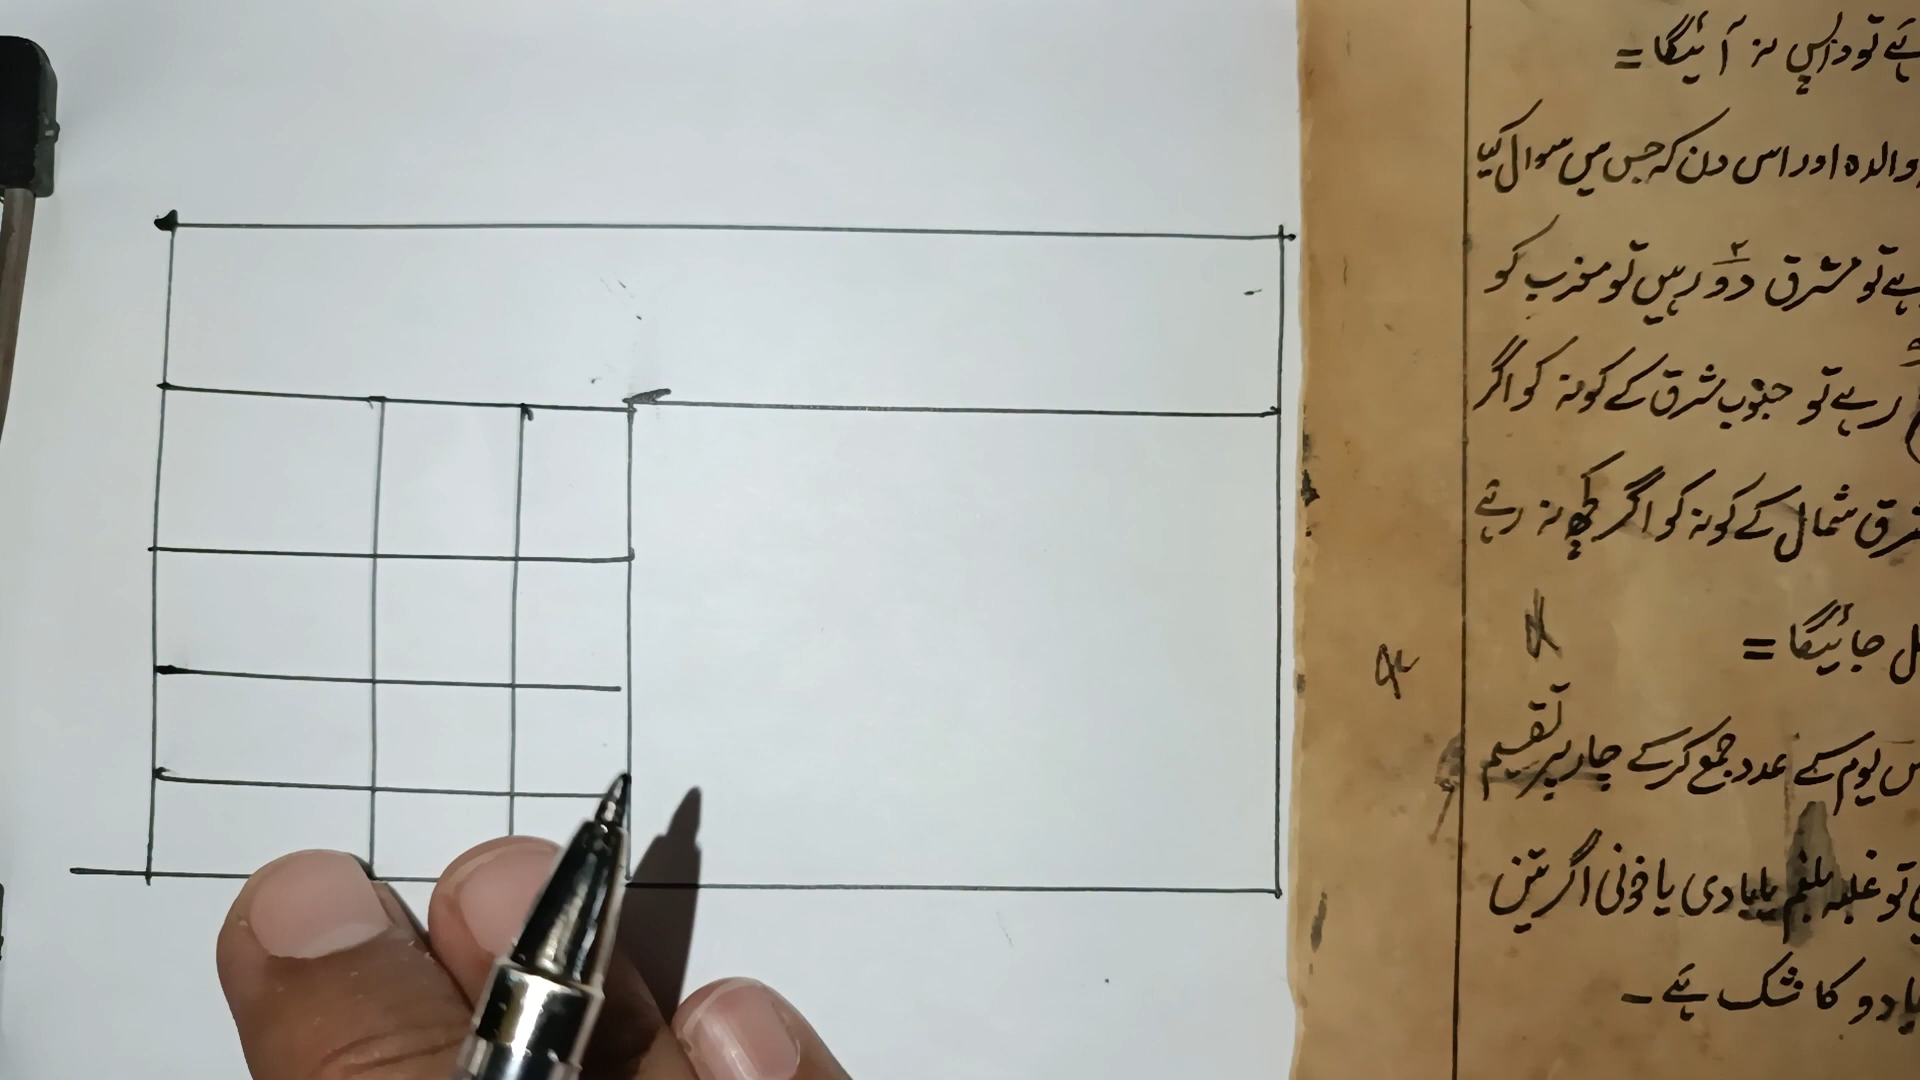 ہے تو واپس نہ آئیگا =
والدہ اور اس دن کہ جس میں سوال کیا
ہے تو مشرق دو رہیں تو مغرب کو
رہے تو جنوب شرق کے کونہ کو اگر
شرق شمال کے کونہ کو اگر کچھ نہ رہے
مل جائیگا =
اس یوم کے عدد جمع کر کے چار پر تقسیم
تو غلبہ بلغم یا بادی یا خونی اگر تین
جادو کا شک ہے -